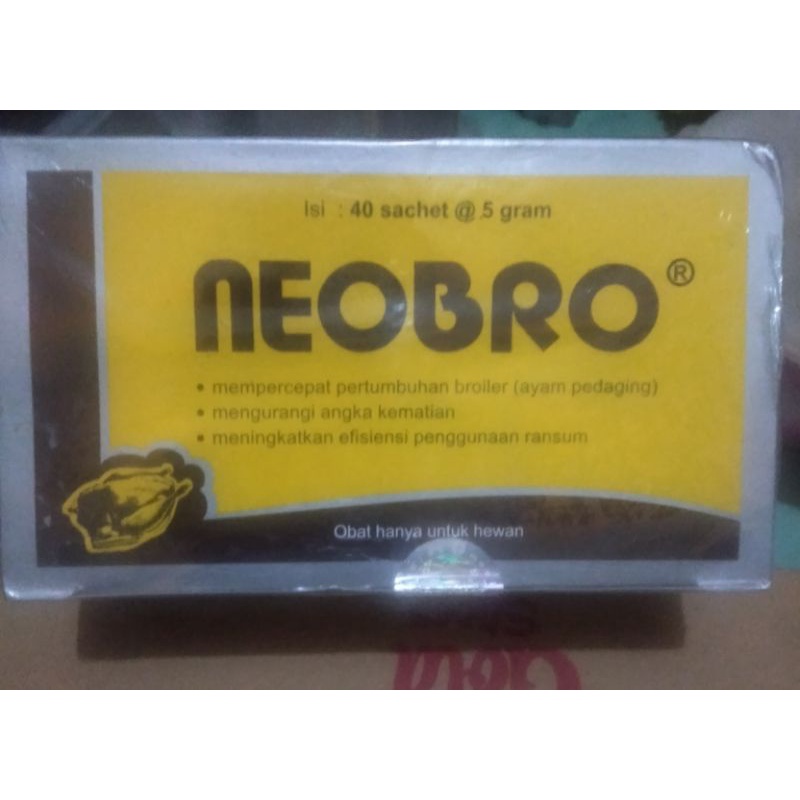 Isi : 40 sachet @ 5 gram
NEOBRO®
• mempercepat pertumbuhan broiler (ayam pedaging)
• mengurangi angka kematian
• meningkatkan efisiensi penggunaan ransum
Obat hanya untuk hewan